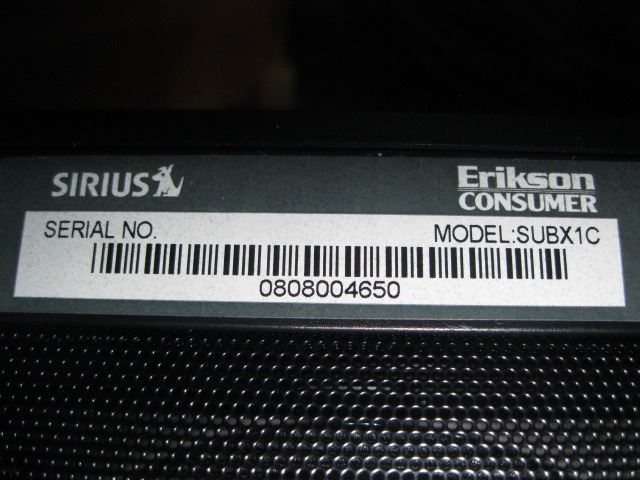 SIRIUS
Erikson
CONSUMER
SERIAL NO.
MODEL:SUBX1C
0808004650